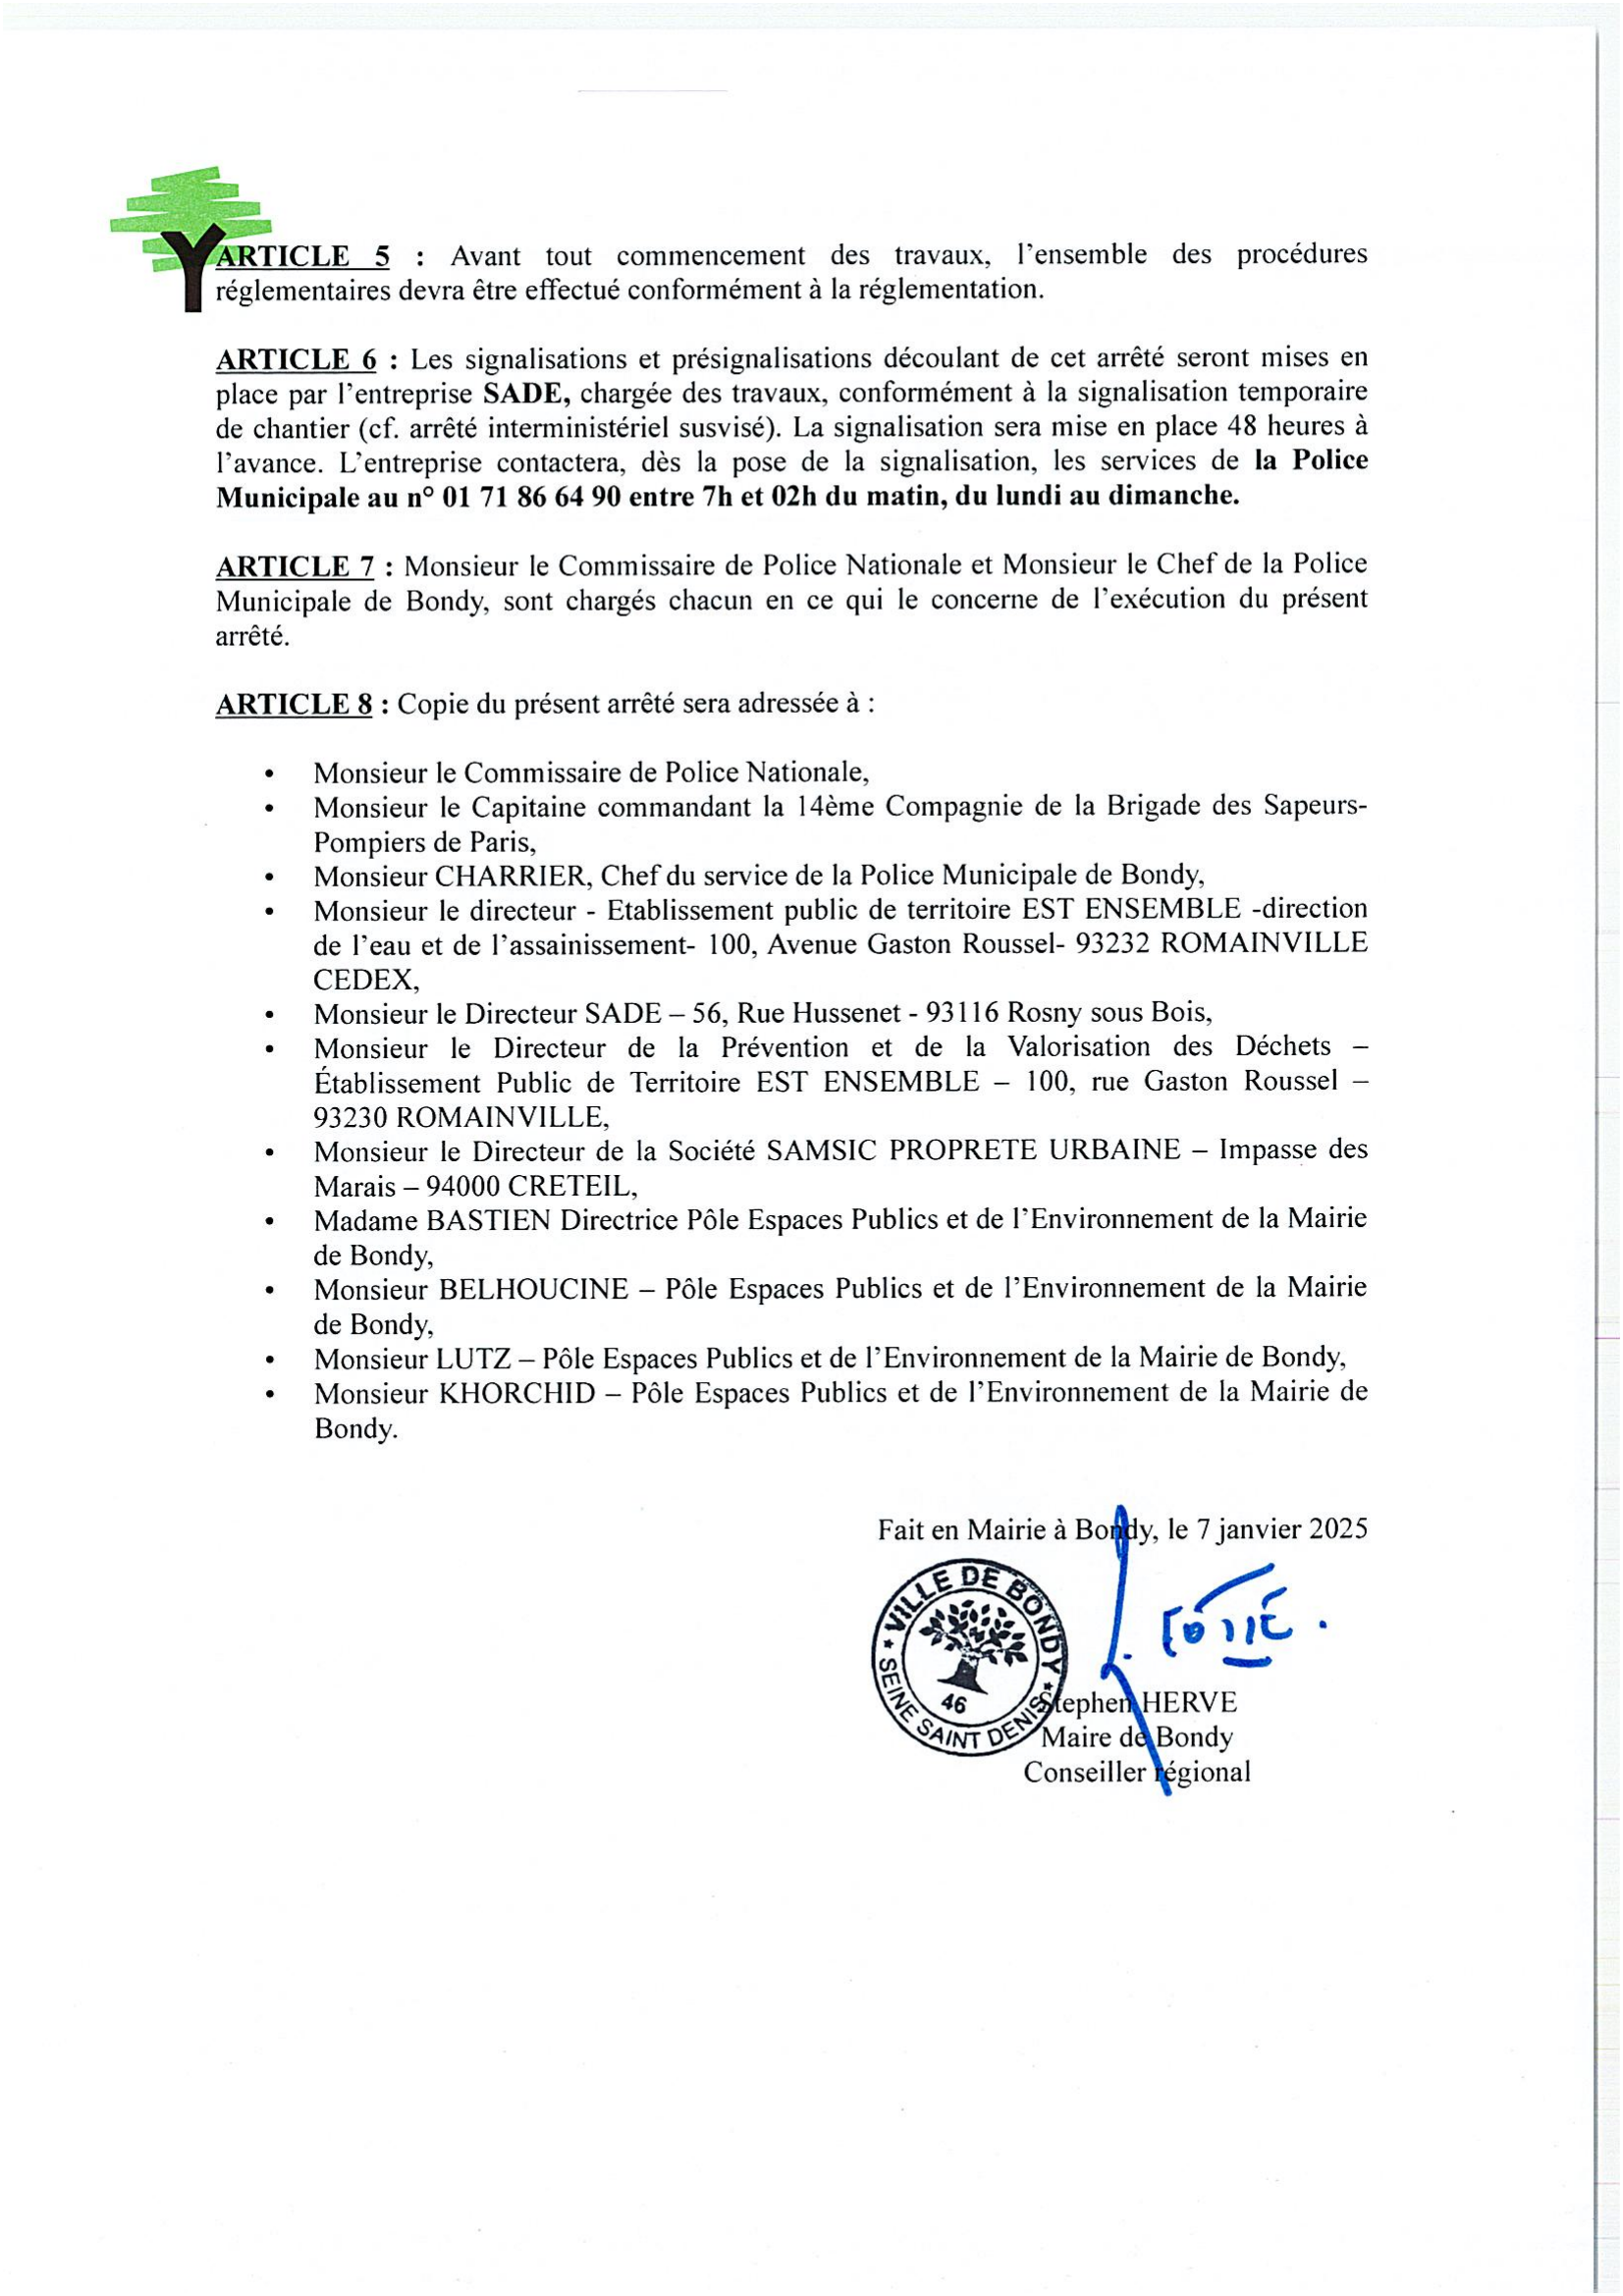 ARTICLE 5 : Avant tout commencement des travaux, l’ensemble des procédures
réglementaires devra être effectué conformément à la réglementation.
ARTICLE 6 : Les signalisations et présignalisations découlant de cet arrêté seront mises en
place par l’entreprise SADE, chargée des travaux, conformément à la signalisation temporaire
de chantier (cf. arrêté interministériel susvisé). La signalisation sera mise en place 48 heures à
l’avance. L’entreprise contactera, dès la pose de la signalisation, les services de la Police
Municipale au n° 01 71 86 64 90 entre 7h et 02h du matin, du lundi au dimanche.
ARTICLE 7 : Monsieur le Commissaire de Police Nationale et Monsieur le Chef de la Police
Municipale de Bondy, sont chargés chacun en ce qui le concerne de l’exécution du présent
arrêté.
ARTICLE 8 : Copie du présent arrêté sera adressée à :
• Monsieur le Commissaire de Police Nationale,
• Monsieur le Capitaine commandant la 14ème Compagnie de la Brigade des Sapeurs-
Pompiers de Paris,
• Monsieur CHARRIER, Chef du service de la Police Municipale de Bondy,
• Monsieur le directeur - Etablissement public de territoire EST ENSEMBLE -direction
de l’eau et de l’assainissement- 100, Avenue Gaston Roussel- 93232 ROMAINVILLE
CEDEX,
• Monsieur le Directeur SADE – 56, Rue Hussenet - 93116 Rosny sous Bois,
• Monsieur le Directeur de la Prévention et de la Valorisation des Déchets –
Établissement Public de Territoire EST ENSEMBLE – 100, rue Gaston Roussel –
93230 ROMAINVILLE,
• Monsieur le Directeur de la Société SAMSIC PROPRETE URBAINE – Impasse des
Marais – 94000 CRETEIL,
• Madame BASTIEN Directrice Pôle Espaces Publics et de l’Environnement de la Mairie
de Bondy,
• Monsieur BELHOUCINE – Pôle Espaces Publics et de l’Environnement de la Mairie
de Bondy,
• Monsieur LUTZ – Pôle Espaces Publics et de l’Environnement de la Mairie de Bondy,
• Monsieur KHORCHID – Pôle Espaces Publics et de l’Environnement de la Mairie de
Bondy.
Fait en Mairie à Bondy, le 7 janvier 2025
VILLE DE BONDY
46
SEINE SAINT DENIS
Stephen HERVE
Maire de Bondy
Conseiller régional